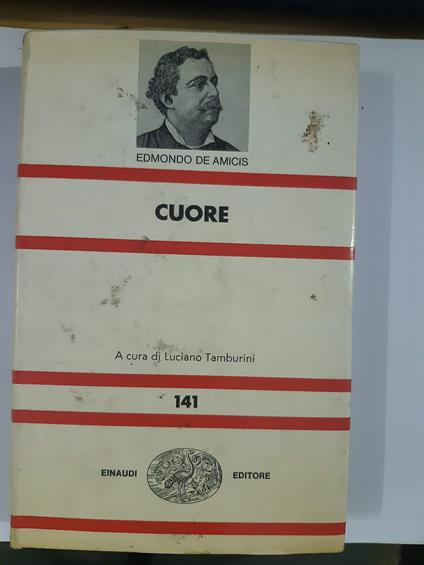 EDMONDO DE AMICIS
CUORE
A cura di Luciano Tamburini
141
EINAUDI EDITORE